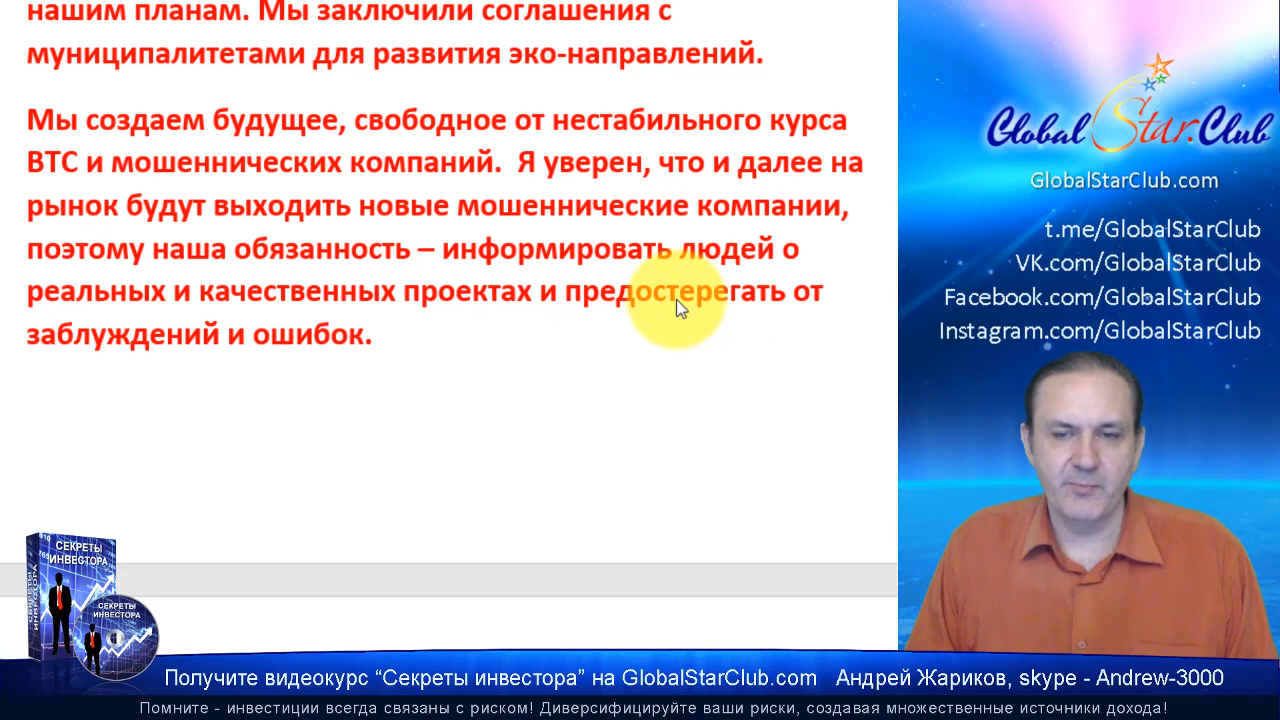 нашим планам. Мы заключили соглашения с
муниципалитетами для развития эко-направлений.
Мы создаем будущее, свободное от нестабильного курса
BTC и мошеннических компаний.  Я уверен, что и далее на
рынок будут выходить новые мошеннические компании,
поэтому наша обязанность – информировать людей о
реальных и качественных проектах и предостерегать от
заблуждений и ошибок.
Global Star.Club
GlobalStarClub.com
t.me/GlobalStarClub
VK.com/GlobalStarClub
Facebook.com/GlobalStarClub
Instagram.com/GlobalStarClub
СЕКРЕТЫ
ИНВЕСТОРА
СЕКРЕТЫ ИНВЕСТОРА
СЕКРЕТЫ
ИНВЕСТОРА
Получите видеокурс “Секреты инвестора” на GlobalStarClub.com   Андрей Жариков, skype - Andrew-3000
Помните - инвестиции всегда связаны с риском! Диверсифицируйте ваши риски, создавая множественные источники дохода!